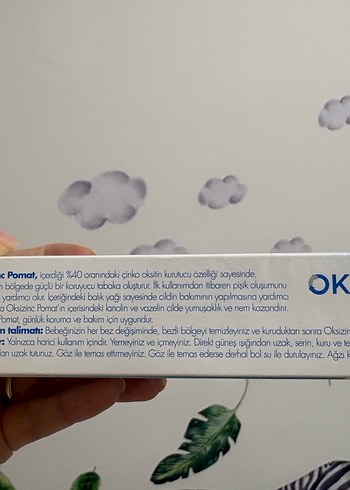 c Pomat, içerdiği %40 oranındaki çinko oksitin kurutucu özelliği sayesinde,
bölgede güçlü bir koruyucu tabaka oluşturur. İlk kullanımdan itibaren pişik oluşumunu
yardımcı olur. İçeriğindeki balık yağı sayesinde cildin bakımının yapılmasına yardımcı
Oksizinc Pomat'ın içerisindeki lanolin ve vazelin cilde yumuşaklık ve nem kazandırır.
Pomat, günlük koruma ve bakım için uygundur.
m talimatı: Bebeğinizin her bez değişiminde, bezli bölgeyi temizleyiniz ve kuruduktan sonra Oksizin
Yalnızca harici kullanım içindir. Yemeyiniz ve içmeyiniz. Direkt güneş ışığından uzak, serin, kuru ve te
uzak tutunuz. Göz ile temas ettirmeyiniz. Göz ile temas ederse derhal bol su ile durulayınız. Ağzı k
OK